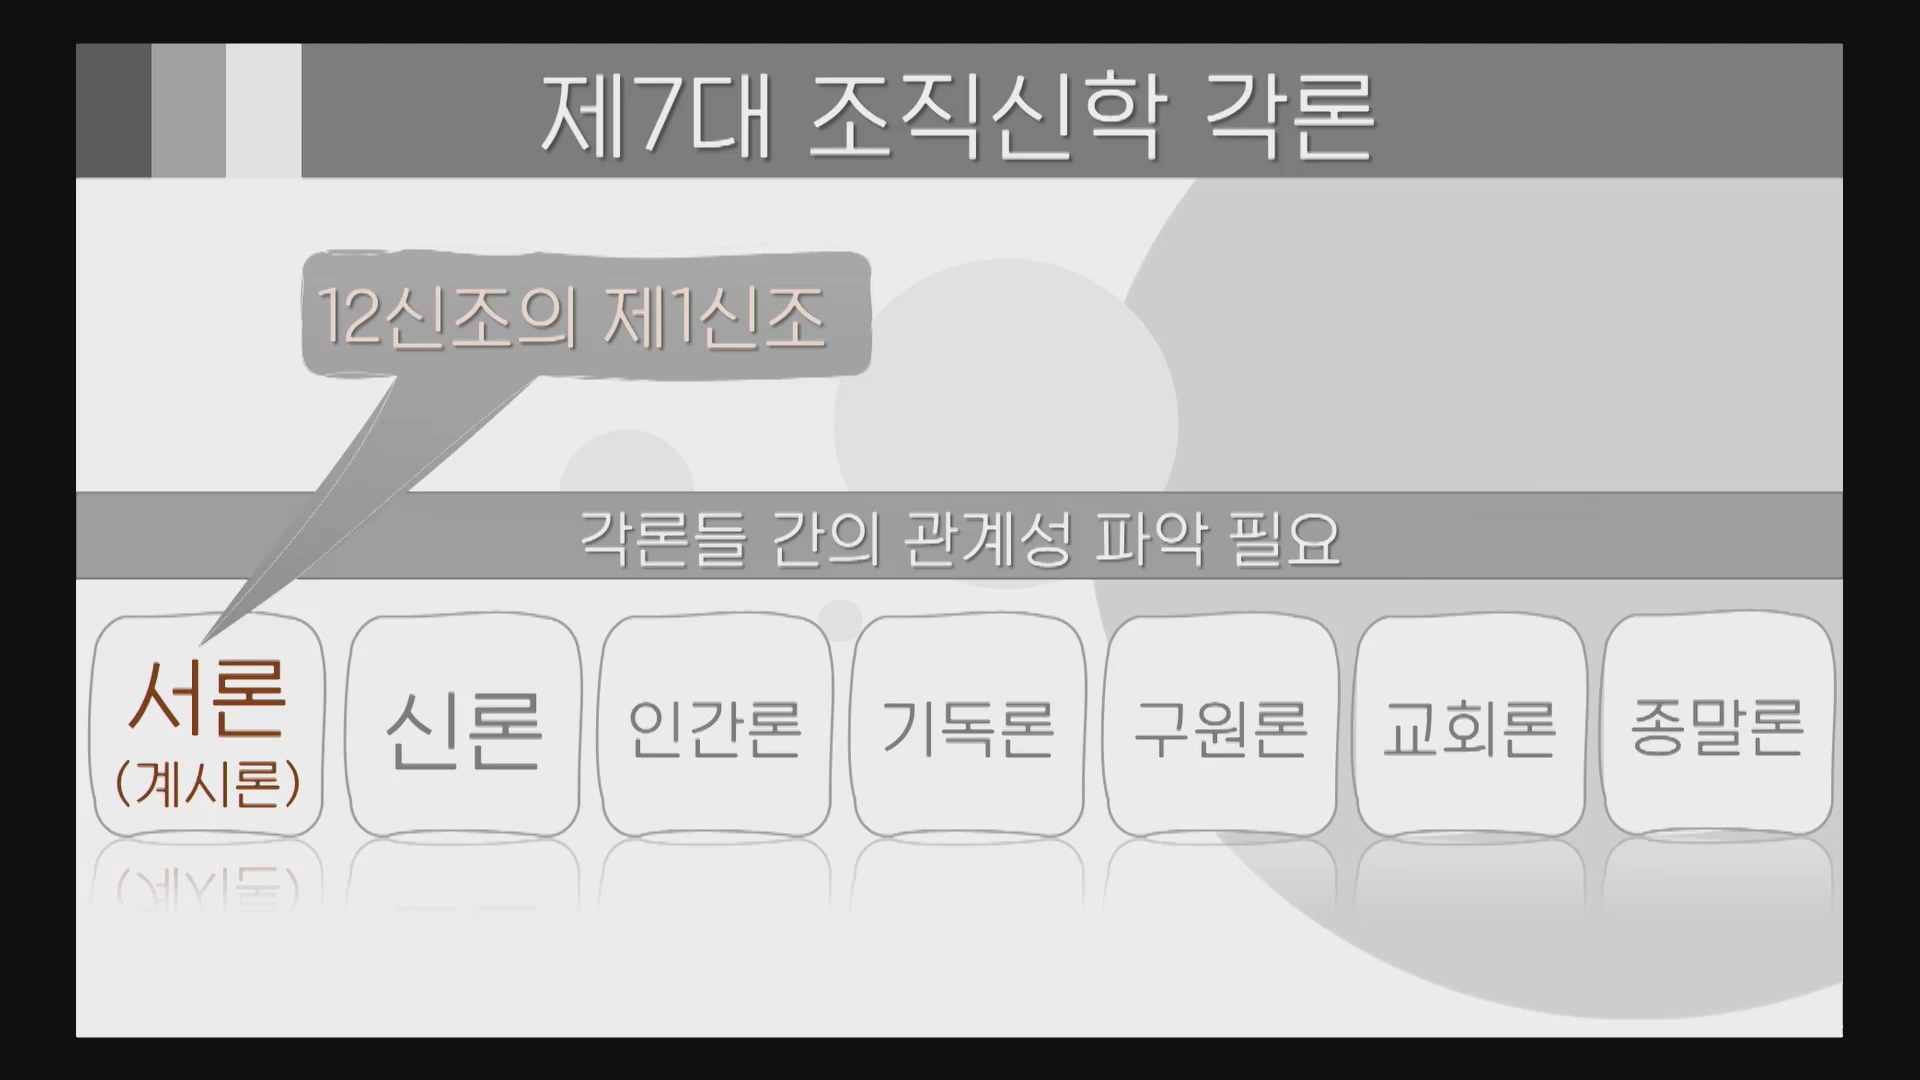 제7대 조직신학 각론
12신조의 제1신조
각론들 간의 관계성 파악 필요
서론
(계시론)
신론
인간론
기독론
구원론
교회론
종말론